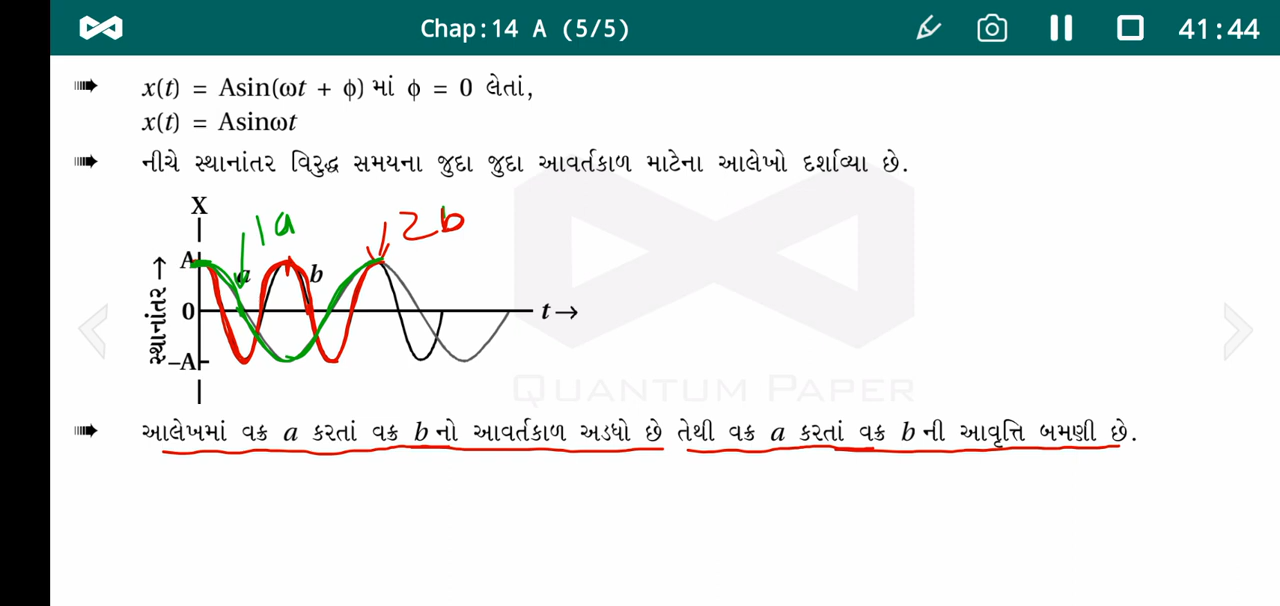 Chap:14 A (5/5)
41:44
x(t) = Asin(ωt + ϕ) માં ϕ = 0 લેતાં,
x(t) = Asinωt
નીચે સ્થાનાંતર વિરુદ્ધ સમયના જુદા જુદા આવર્તકાળ માટેના આલેખો દર્શાવ્યા છે.
X
1a
2b
A
a
b
સ્થાનાંતર →
0
t→
–A
QUANTUM PAPER
આલેખમાં વક્ર a કરતાં વક્ર b નો આવર્તકાળ અડધો છે તેથી વક્ર a કરતાં વક્ર b ની આવૃત્તિ બમણી છે.